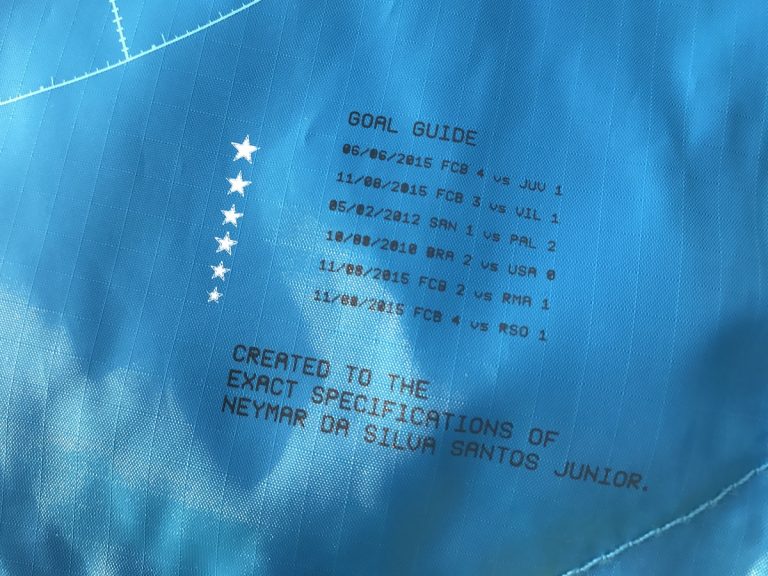 GOAL GUIDE
06/06/2015 FCB 4 vs JUV 1
11/08/2015 FCB 3 vs VIL 1
05/02/2012 SAN 1 vs PAL 2
10/08/2010 BRA 2 vs USA 0
11/08/2015 FCB 2 vs RMA 1
11/08/2015 FCB 4 vs RSO 1
CREATED TO THE
EXACT SPECIFICATIONS OF
NEYMAR DA SILVA SANTOS JUNIOR.